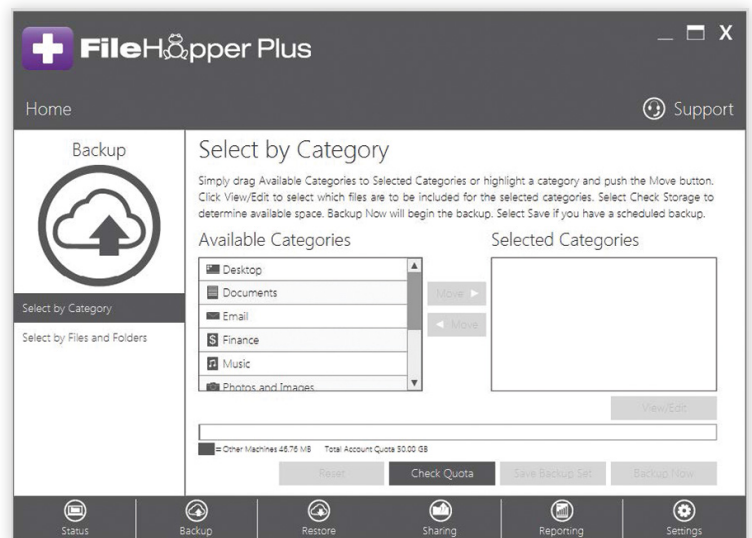 FileHopper Plus
X
Home
Support
Backup
Select by Category
Select by Files and Folders
Select by Category
Simply drag Available Categories to Selected Categories or highlight a category and push the Move button.
Click View/Edit to select which files are to be included for the selected categories. Select Check Storage to
determine available space. Backup Now will begin the backup. Select Save if you have a scheduled backup.
Available Categories
Selected Categories
Desktop
Documents
Email
Finance
Music
Photos and Images
Move
Move
View/Edit
= Other Machines 46.76 MB Total Account Quota 50.00 GB
Reset
Check Quota
Save Backup Set
Backup Now
Status
Backup
Restore
Sharing
Reporting
Settings